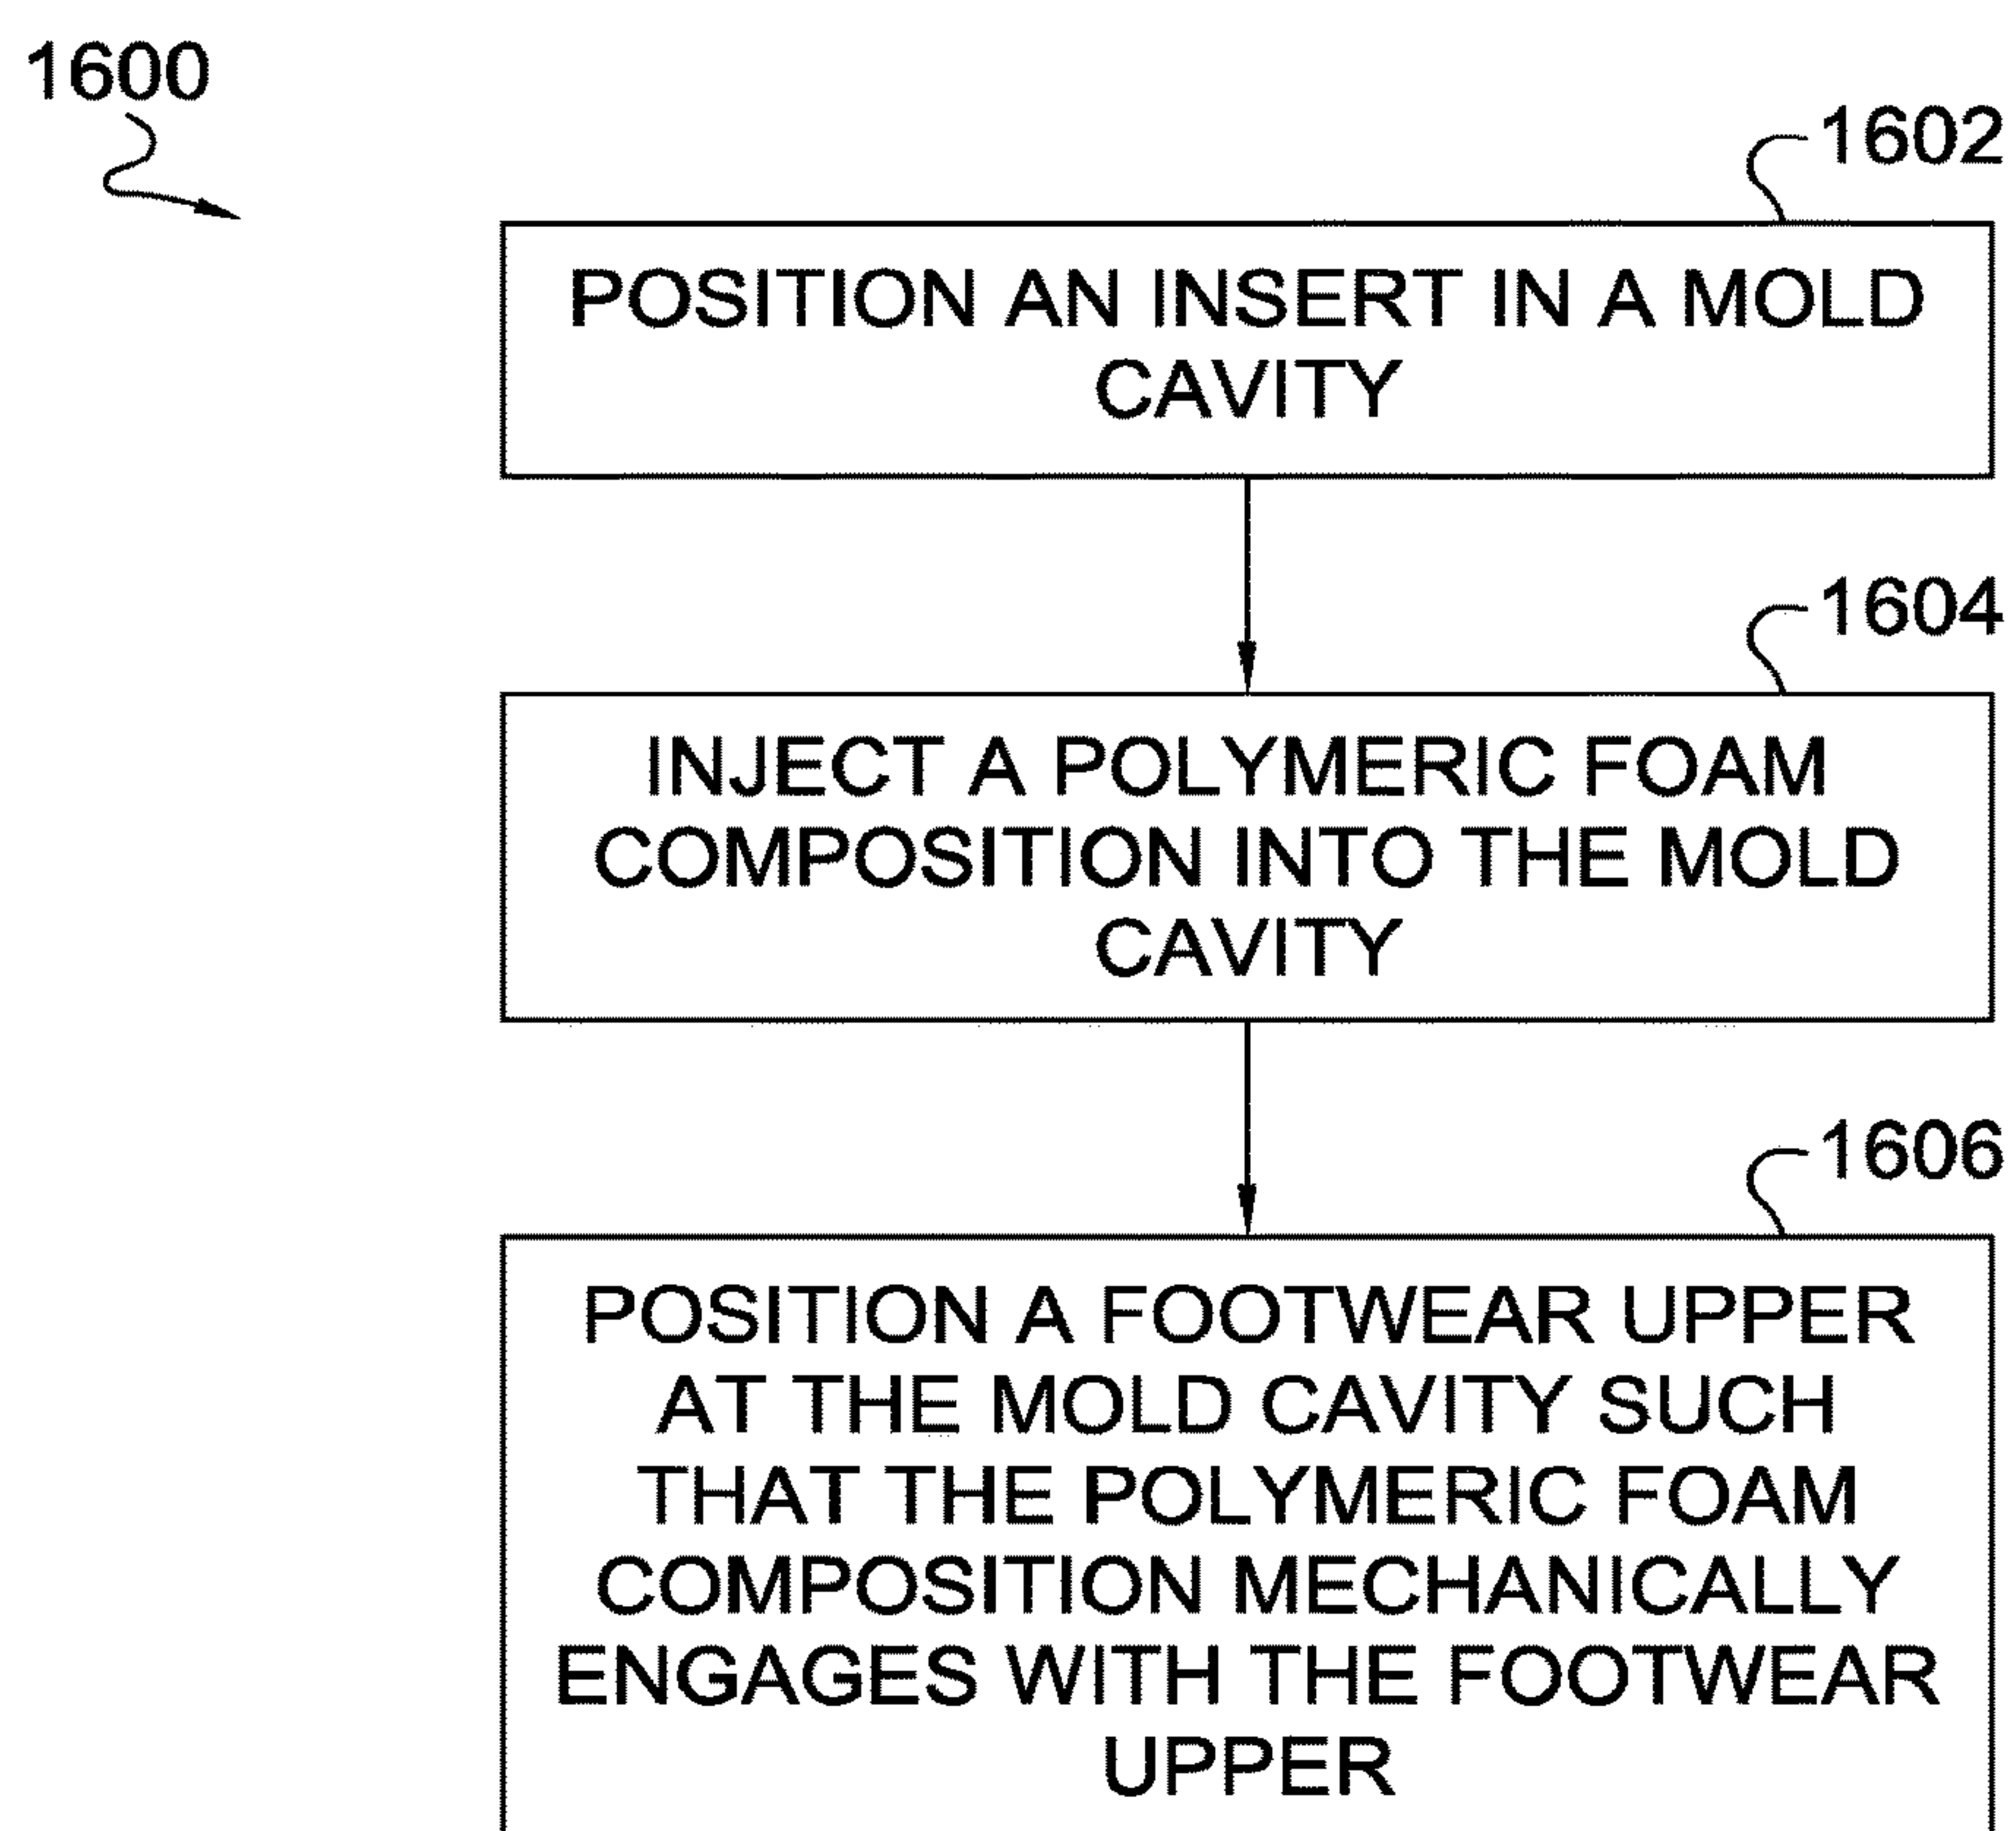 1600
1602
POSITION AN INSERT IN A MOLD
CAVITY
1604
INJECT A POLYMERIC FOAM
COMPOSITION INTO THE MOLD
CAVITY
1606
POSITION A FOOTWEAR UPPER
AT THE MOLD CAVITY SUCH
THAT THE POLYMERIC FOAM
COMPOSITION MECHANICALLY
ENGAGES WITH THE FOOTWEAR
UPPER